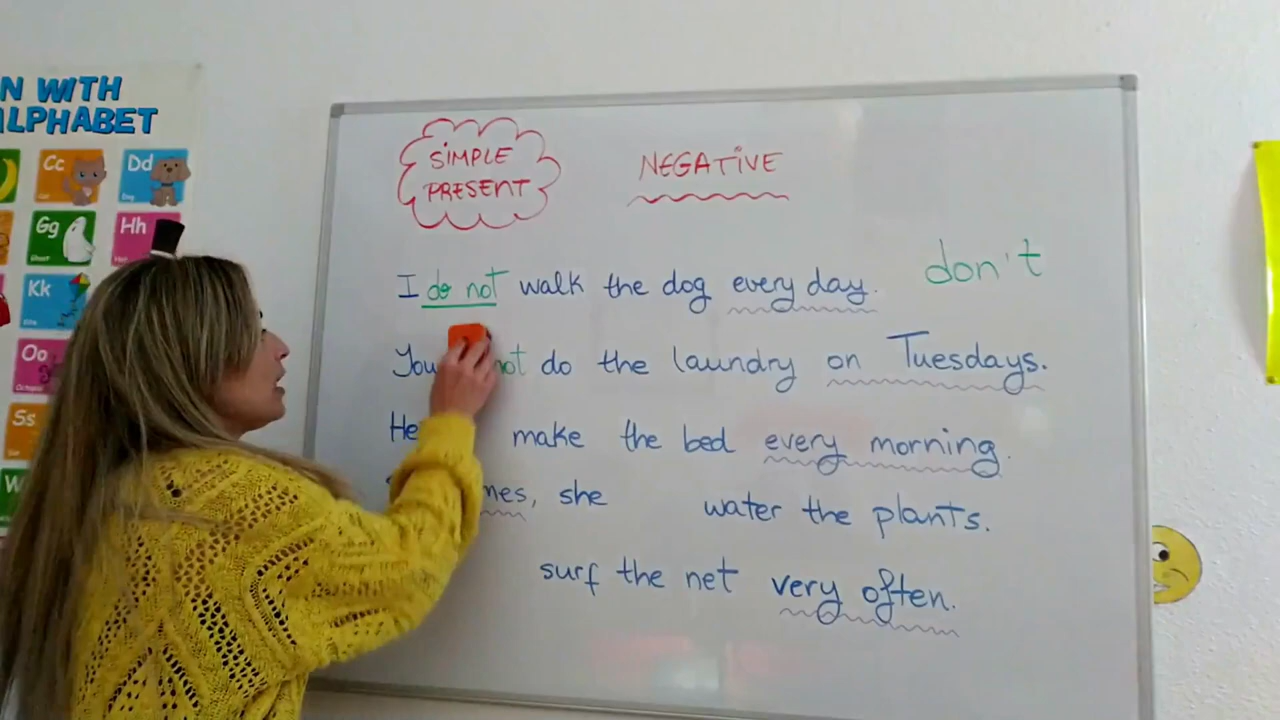 N WITH
LPHABET
Cc
Dd
Gg
Hh
Kk
Oo
Ss
W
SIMPLE
PRESENT
NEGATIVE
I do not walk the dog every day.
don't
You not do the laundry on Tuesdays.
He make the bed every morning.
mes, she water the plants.
surf the net very often.